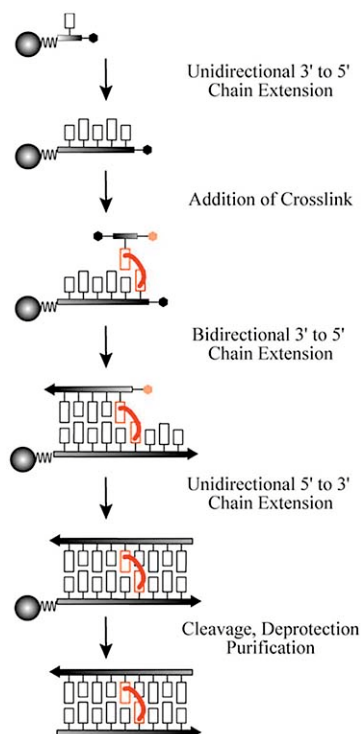 Unidirectional 3' to 5'
Chain Extension
Addition of Crosslink
Bidirectional 3' to 5'
Chain Extension
Unidirectional 5' to 3'
Chain Extension
Cleavage, Deprotection
Purification